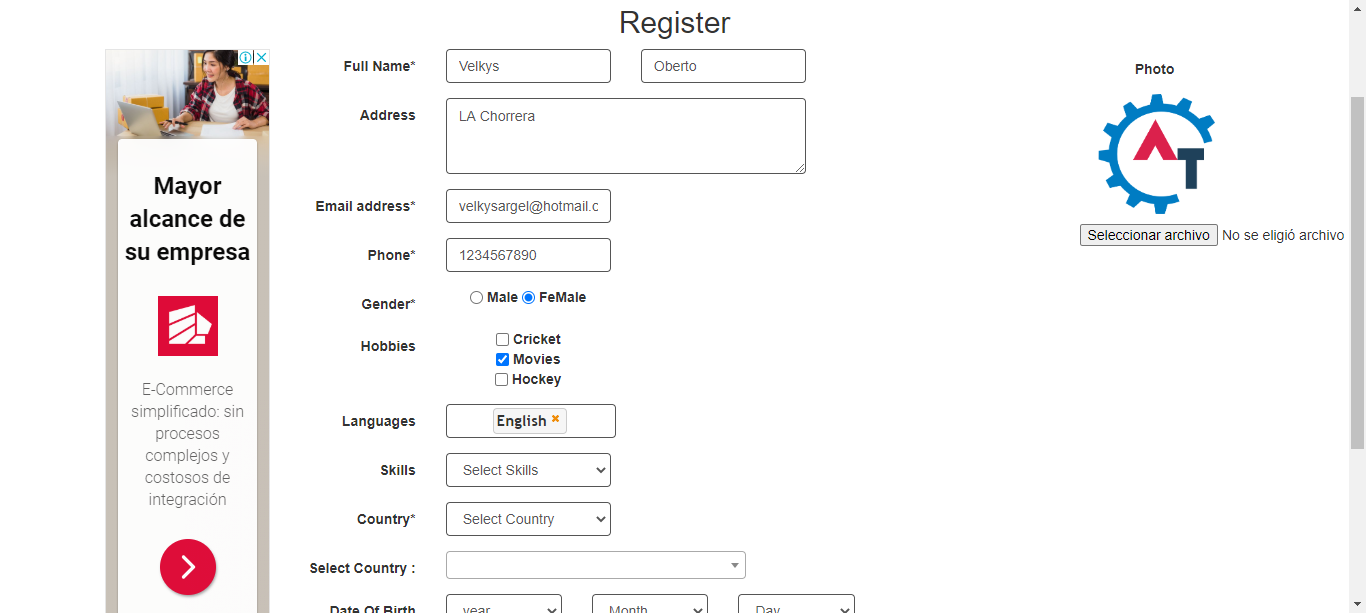 Register
Mayor
alcance de
su empresa
E-Commerce
simplificado: sin
procesos
complejos y
costosos de
integración
Full Name* Velkys Oberto
Address LA Chorrera
Email address* velkysargel@hotmail.c
Phone* 1234567890
Gender* Male FeMale
Hobbies Cricket
Movies
Hockey
Languages English
Skills Select Skills
Country* Select Country
Select Country :
Date Of Birth year Month Day
Photo
AT
Seleccionar archivo No se eligió archivo